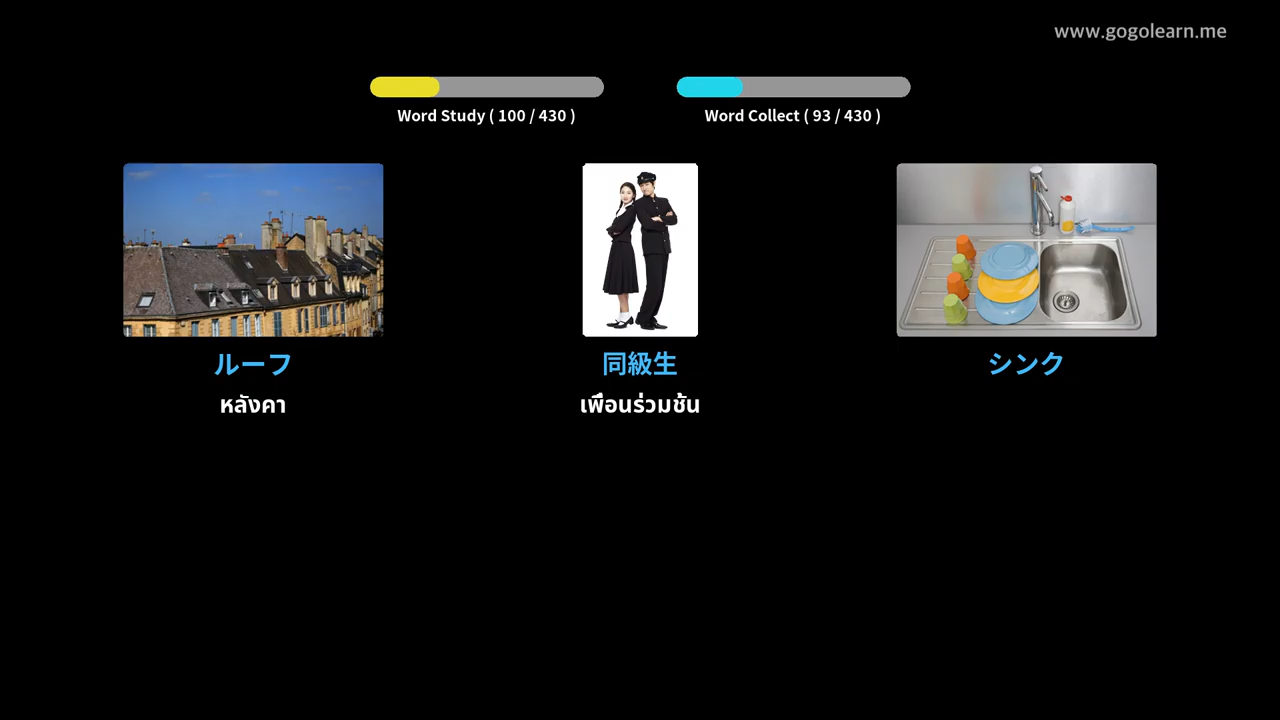 www.gogolearn.me
Word Study ( 100 / 430 )
Word Collect ( 93 / 430 )
ルーフ
หลังคา
同級生
เพื่อนร่วมชั้น
シンク